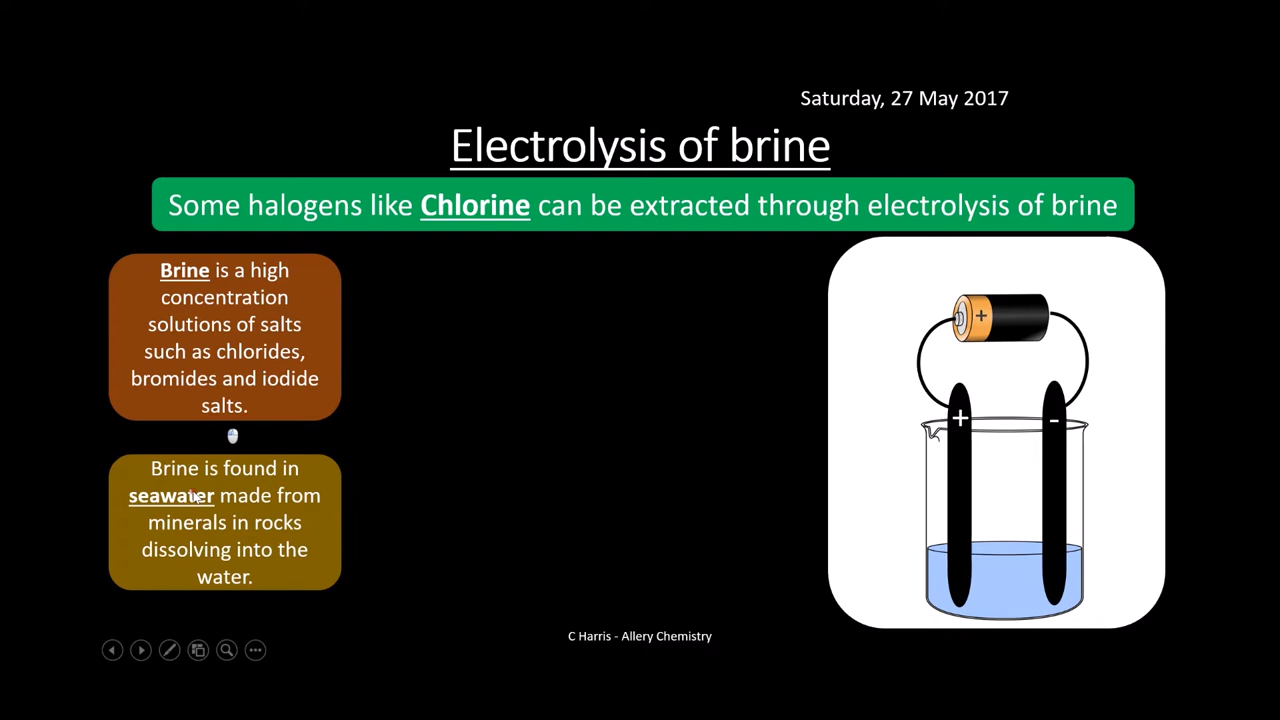 Saturday, 27 May 2017
Electrolysis of brine
Some halogens like Chlorine can be extracted through electrolysis of brine
Brine is a high
concentration
solutions of salts
such as chlorides,
bromides and iodide
salts.
Brine is found in
seawater made from
minerals in rocks
dissolving into the
water.
+
+
-
C Harris - Allery Chemistry